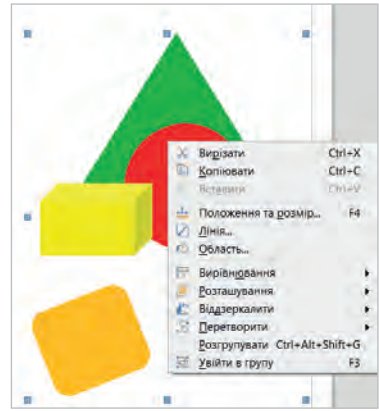 Вирізати Ctrl+X
Копіювати Ctrl+C
Вставити Ctrl+V
Положення та розмір... F4
Лінія...
Область...
Вирівнювання
Розташування
Віддзеркалити
Перетворити
Розгрупувати Ctrl+Alt+Shift+G
Увійти в групу F3